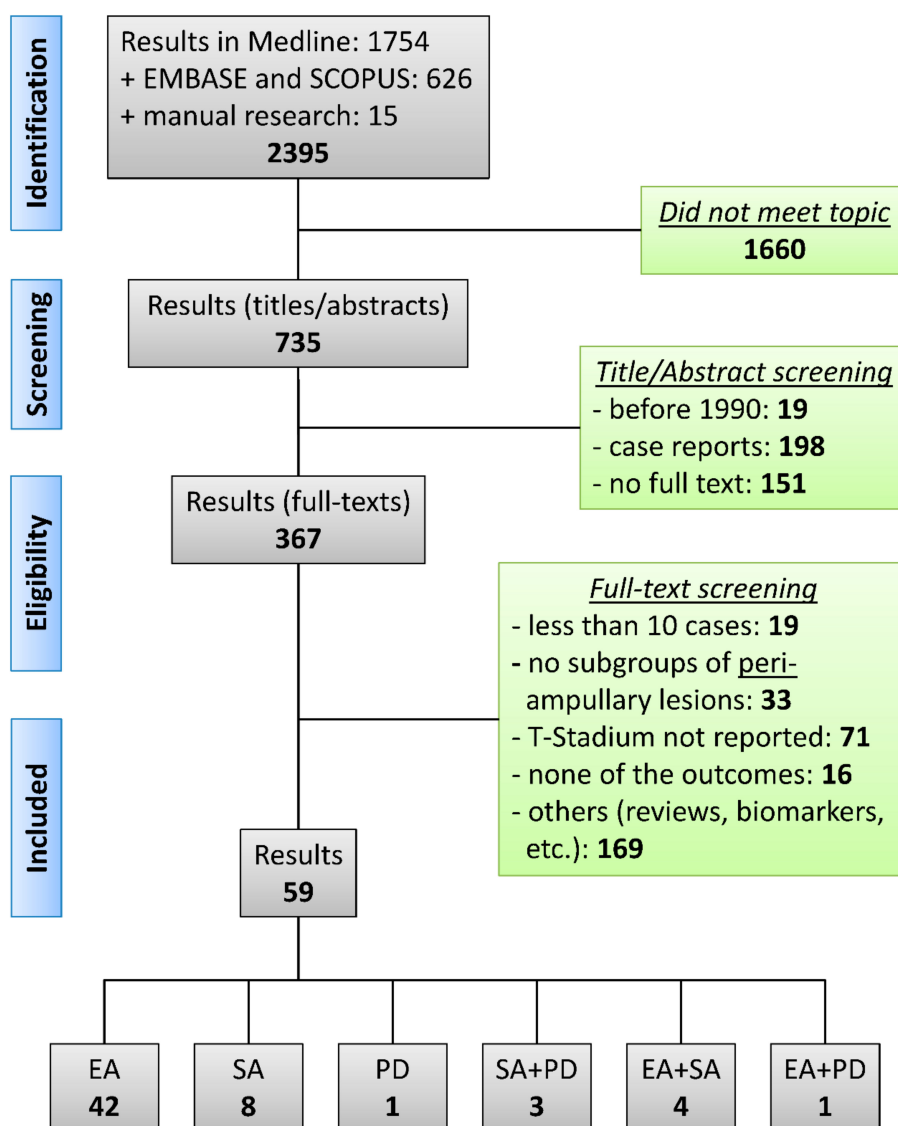 Identification
Results in Medline: 1754
+ EMBASE and SCOPUS: 626
+ manual research: 15
2395
Did not meet topic
1660
Screening
Results (titles/abstracts)
735
Title/Abstract screening
- before 1990: 19
- case reports: 198
- no full text: 151
Eligibility
Results (full-texts)
367
Full-text screening
- less than 10 cases: 19
- no subgroups of peri-
ampullary lesions: 33
- T-Stadium not reported: 71
- none of the outcomes: 16
- others (reviews, biomarkers,
etc.): 169
Included
Results
59
EA
42
SA
8
PD
1
SA+PD
3
EA+SA
4
EA+PD
1